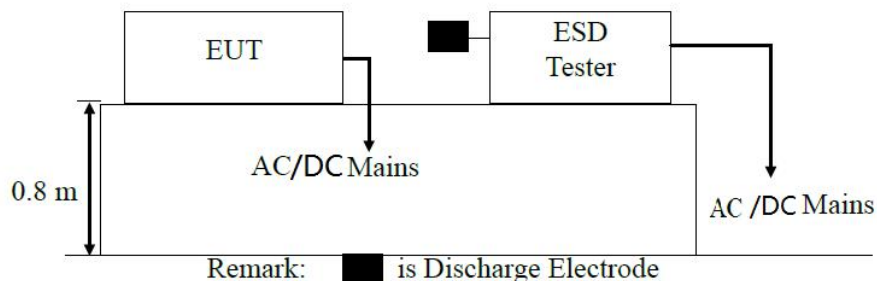 EUT
ESD
Tester
AC/DC Mains
0.8 m
AC /DC Mains
Remark: is Discharge Electrode